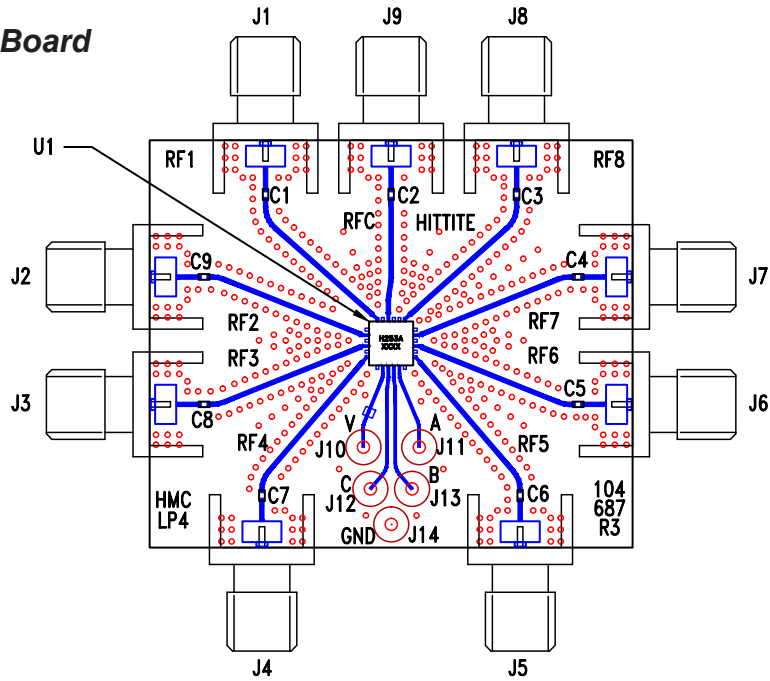 J1 J9 J8
Board
U1
RF1 RF8
C1 C2 C3
RFC HITTITE
J2 C9 C4 J7
RF2 RF7
H253A
XXXX
RF3 RF6
J3 C8 C5 J6
V A
RF4 J10 J11 RF5
C B
J12 J13
C7 C6
HMC
LP4
104
687
R3
GND J14
J4 J5